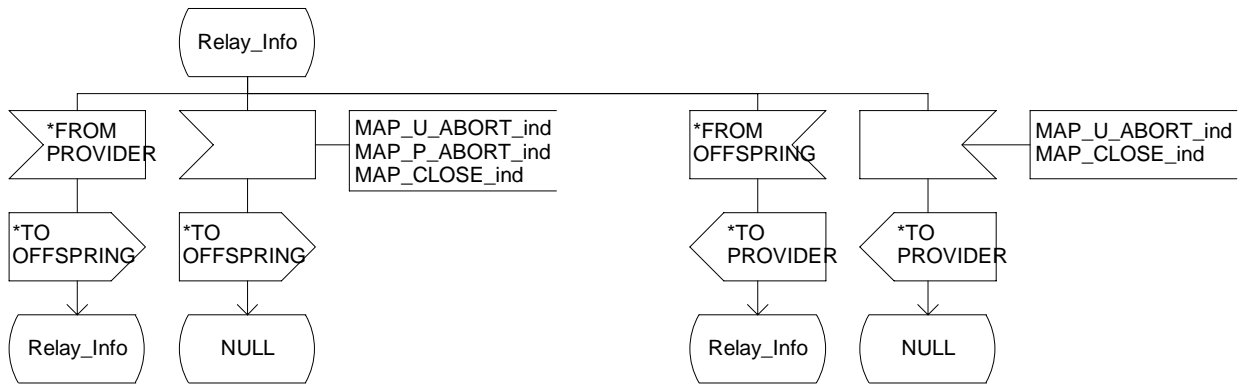 Relay_Info
*FROM
PROVIDER
MAP_U_ABORT_ind
MAP_P_ABORT_ind
MAP_CLOSE_ind
*FROM
OFFSPRING
MAP_U_ABORT_ind
MAP_CLOSE_ind
*TO
OFFSPRING
*TO
OFFSPRING
*TO
PROVIDER
*TO
PROVIDER
Relay_Info
NULL
Relay_Info
NULL